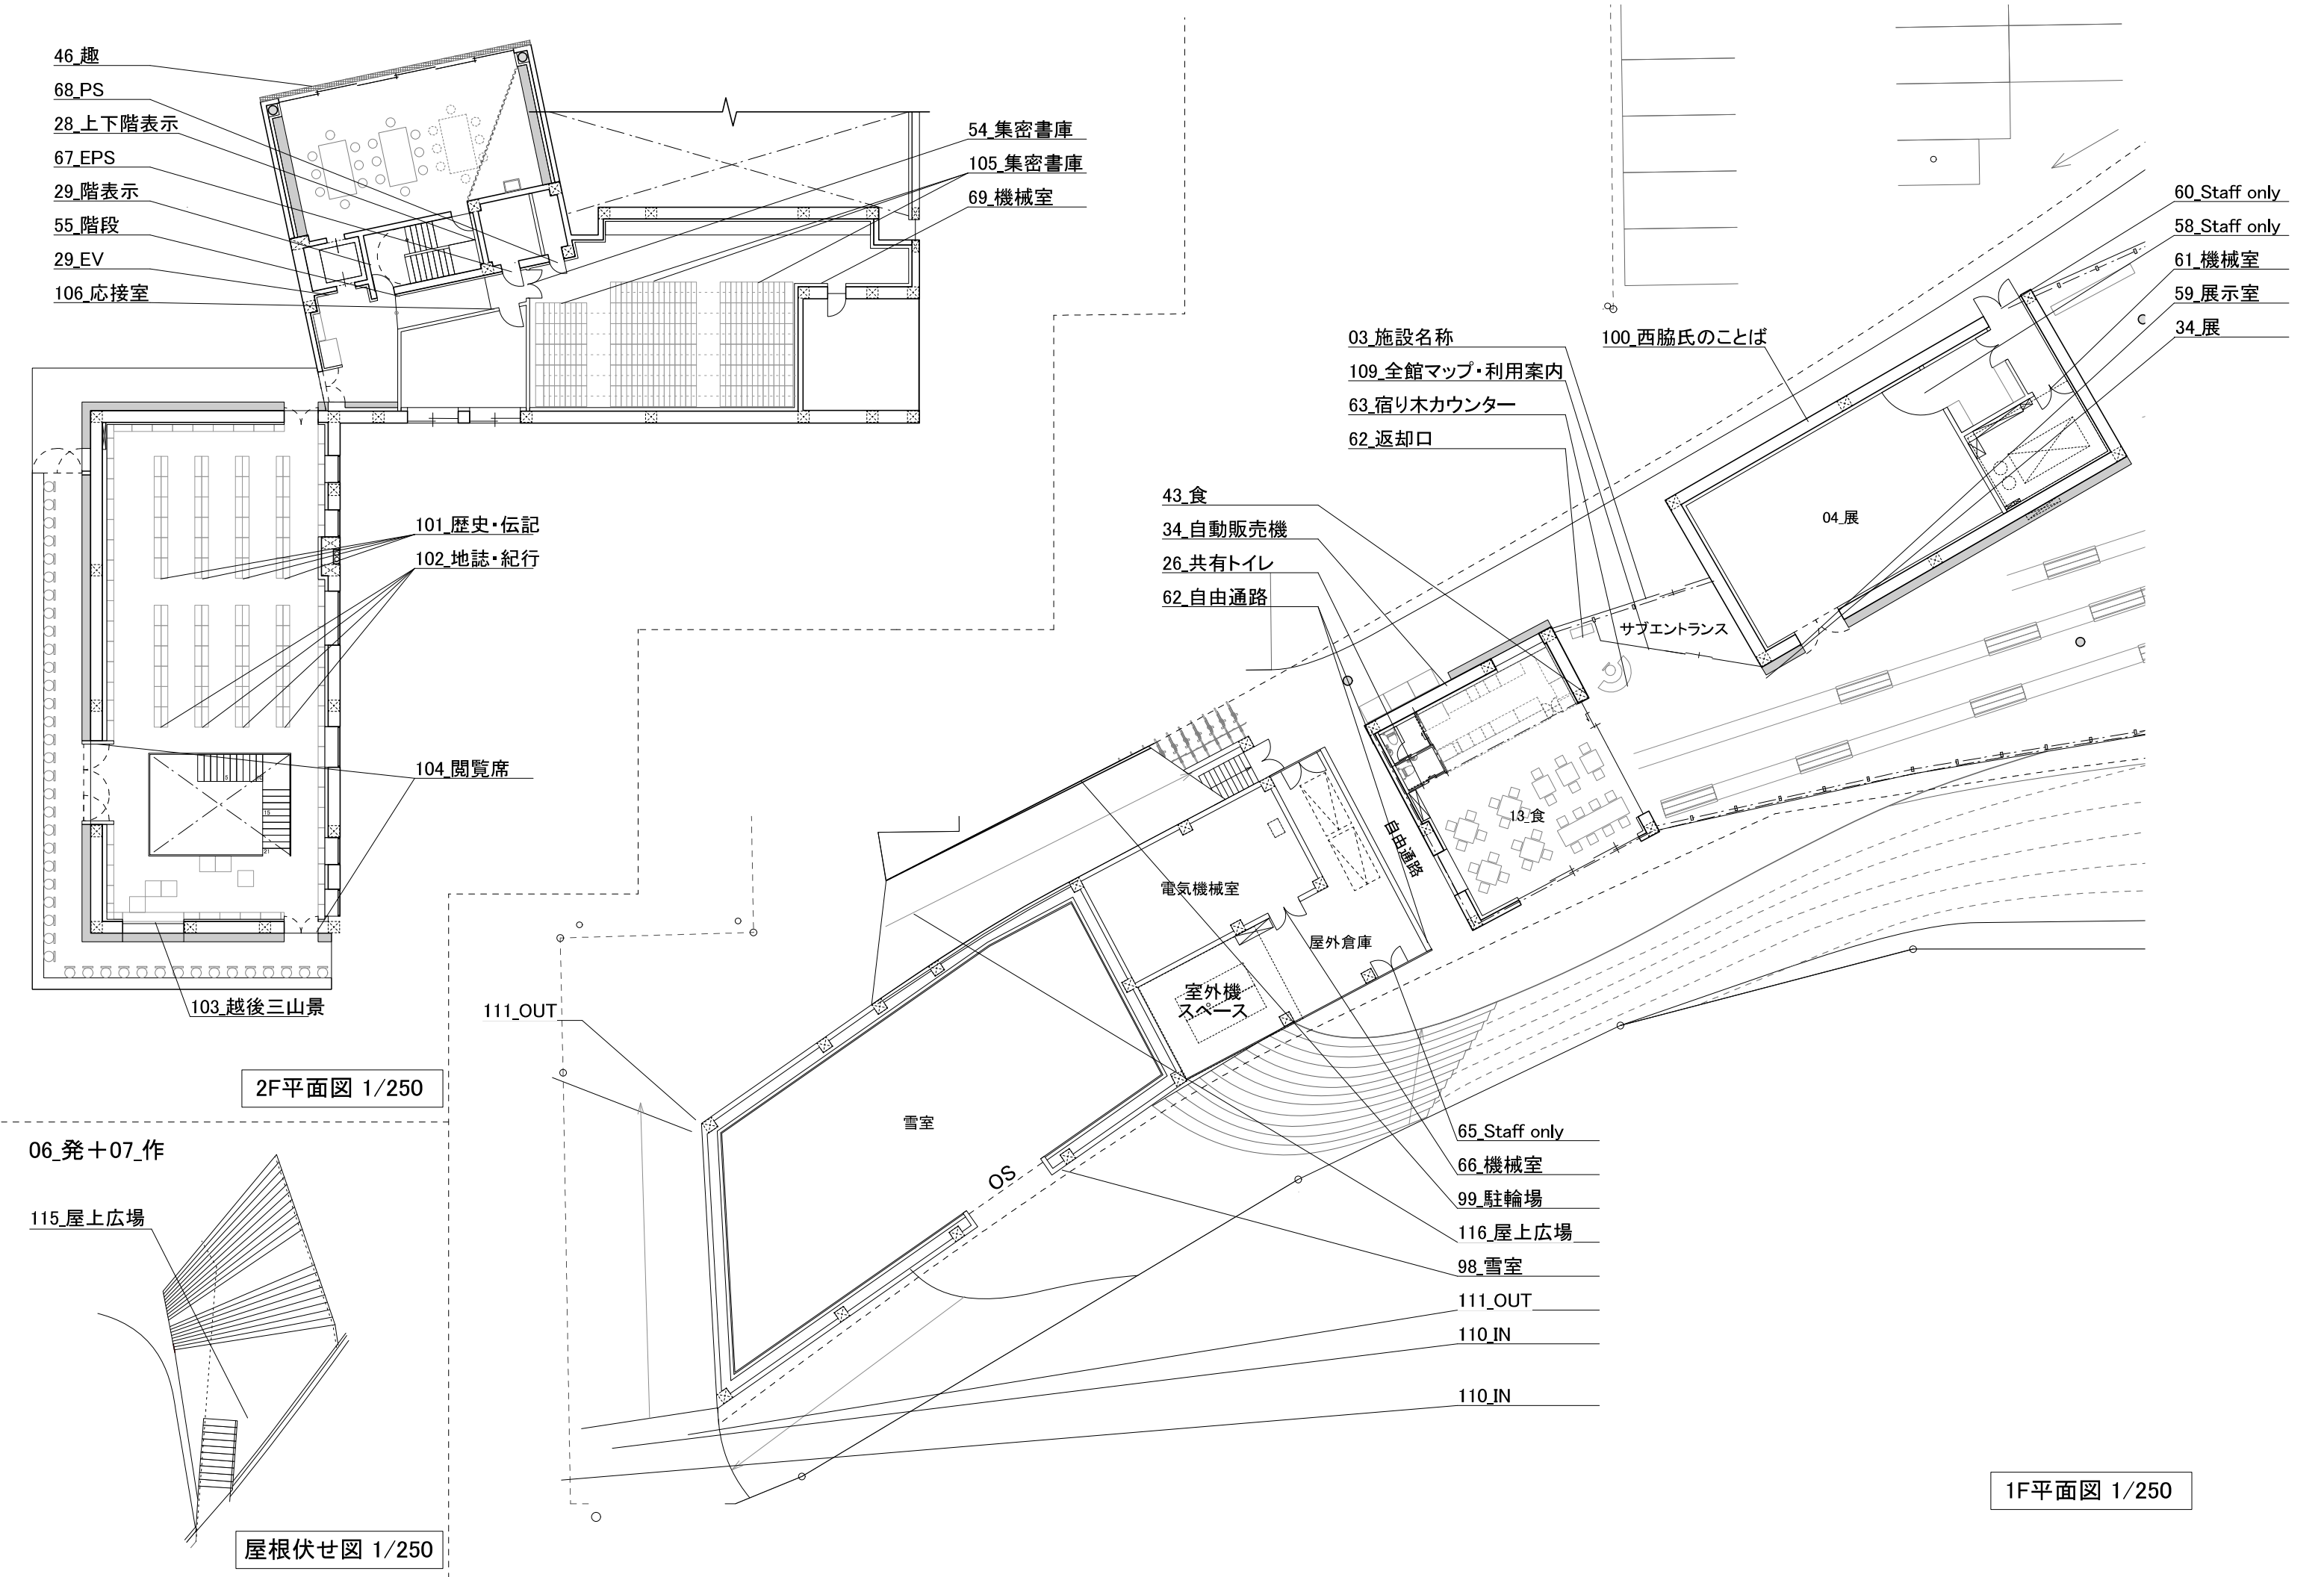 46_趣
68_PS
28_上下階表示
67_EPS
29_階表示
55_階段
29_EV
106_応接室
54_集密書庫
105_集密書庫
69_機械室
101_歴史・伝記
102_地誌・紀行
104_閲覧席
103_越後三山景
5
15
21
2F平面図 1/250
06_発＋07_作
115_屋上広場
屋根伏せ図 1/250
60_Staff only
58_Staff only
61_機械室
59_展示室
34_展
03_施設名称
109_全館マップ・利用案内
63_宿り木カウンター
62_返却口
100_西脇氏のことば
43_食
34_自動販売機
26_共有トイレ
62_自由通路
04_展
サブエントランス
13_食
自由通路
電気機械室
屋外倉庫
室外機
スペース
雪室
OS
111_OUT
65_Staff only
66_機械室
99_駐輪場
116_屋上広場
98_雪室
111_OUT
110_IN
110_IN
1F平面図 1/250